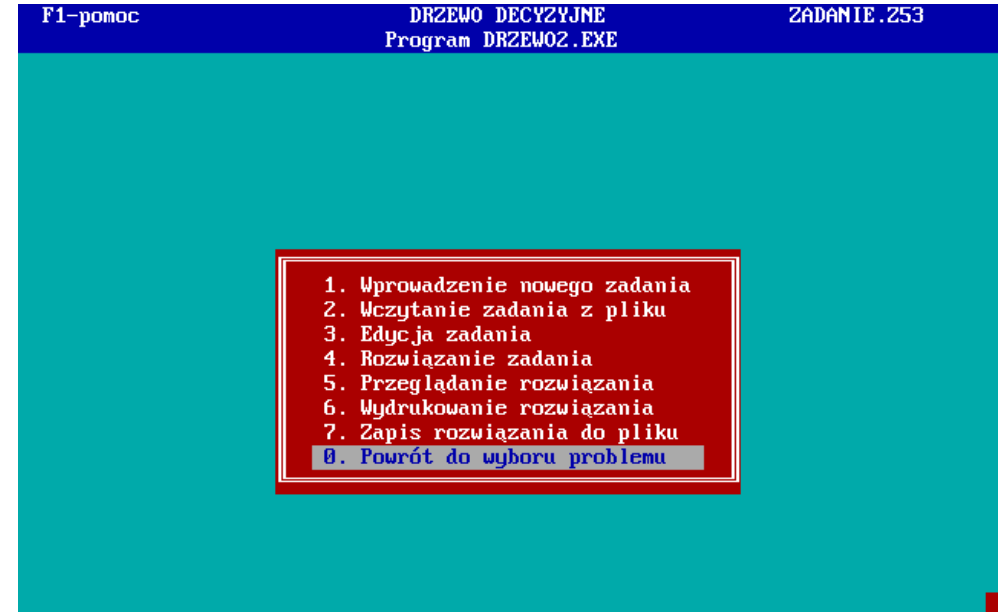 F1-pomoc DRZEWO DECYZYJNE ZADANIE.Z53
Program DRZEWO2.EXE
1. Wprowadzenie nowego zadania
2. Wczytanie zadania z pliku
3. Edycja zadania
4. Rozwiązanie zadania
5. Przeglądanie rozwiązania
6. Wydrukowanie rozwiązania
7. Zapis rozwiązania do pliku
0. Powrót do wyboru problemu